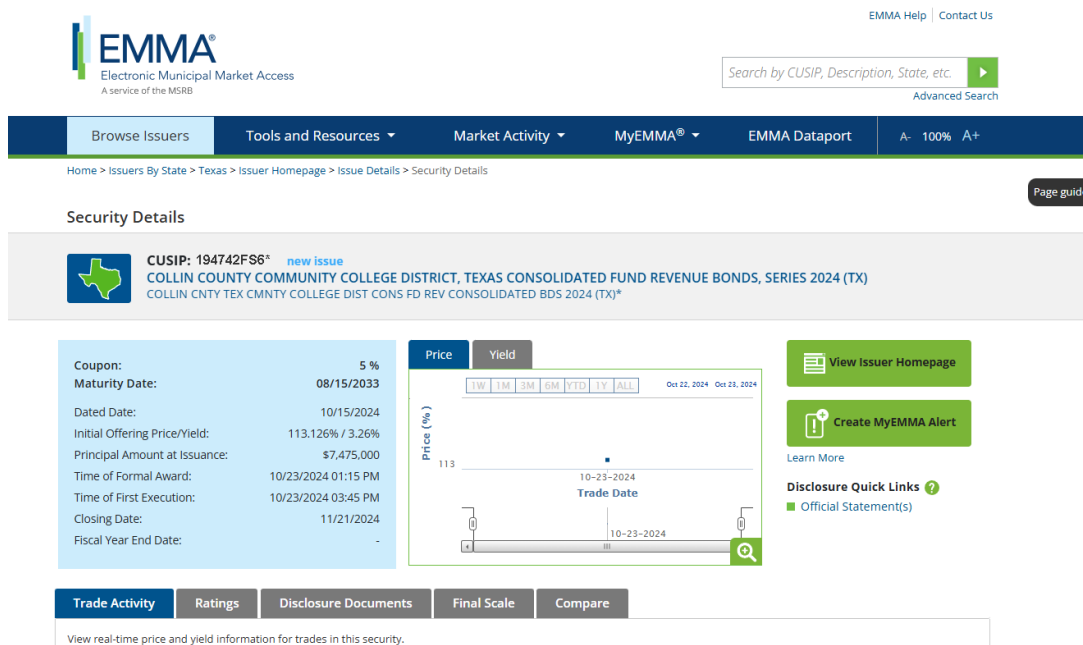 EMMA Help Contact Us
EMMA®
Electronic Municipal Market Access
A service of the MSRB
Search by CUSIP, Description, State, etc.
Advanced Search
Browse Issuers Tools and Resources Market Activity MyEMMA® EMMA Dataport A- 100% A+
Home > Issuers By State > Texas > Issuer Homepage > Issue Details > Security Details
Page guid
Security Details
CUSIP: 194742FS6* new issue
COLLIN COUNTY COMMUNITY COLLEGE DISTRICT, TEXAS CONSOLIDATED FUND REVENUE BONDS, SERIES 2024 (TX)
COLLIN CNTY TEX CMNTY COLLEGE DIST CONS FD REV CONSOLIDATED BDS 2024 (TX)*
Coupon: 5 %
Maturity Date: 08/15/2033
Dated Date: 10/15/2024
Initial Offering Price/Yield: 113.126% / 3.26%
Principal Amount at Issuance: $7,475,000
Time of Formal Award: 10/23/2024 01:15 PM
Time of First Execution: 10/23/2024 03:45 PM
Closing Date: 11/21/2024
Fiscal Year End Date: -
Price Yield
1W 1M 3M 6M YTD 1Y ALL Oct 22, 2024 Oct 23, 2024
Price (%)
113
10-23-2024
Trade Date
10-23-2024
View Issuer Homepage
Create MyEMMA Alert
Learn More
Disclosure Quick Links ?
Official Statement(s)
Trade Activity Ratings Disclosure Documents Final Scale Compare
View real-time price and yield information for trades in this security.